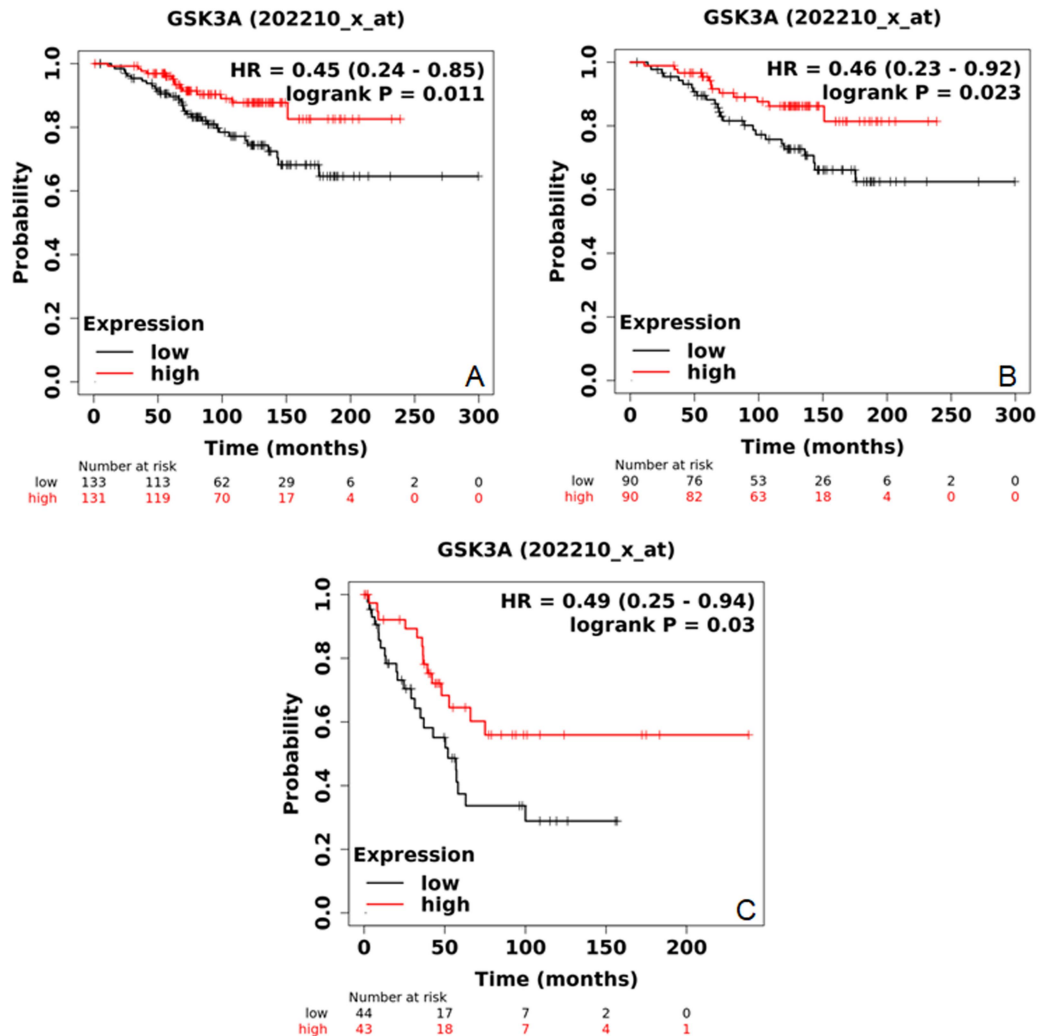 GSK3A (202210_x_at)
HR = 0.45 (0.24 - 0.85)
logrank P = 0.011
Probability
1.0
0.8
0.6
0.4
0.2
0.0
Expression
low
high
A
0 50 100 150 200 250 300
Time (months)
Number at risk
low 133 113 62 29 6 2 0
high 131 119 70 17 4 0 0
GSK3A (202210_x_at)
HR = 0.46 (0.23 - 0.92)
logrank P = 0.023
Probability
1.0
0.8
0.6
0.4
0.2
0.0
Expression
low
high
B
0 50 100 150 200 250 300
Time (months)
Number at risk
low 90 76 53 26 6 2 0
high 90 82 63 18 4 0 0
GSK3A (202210_x_at)
HR = 0.49 (0.25 - 0.94)
logrank P = 0.03
Probability
1.0
0.8
0.6
0.4
0.2
0.0
Expression
low
high
C
0 50 100 150 200
Time (months)
Number at risk
low 44 17 7 2 0
high 43 18 7 4 1